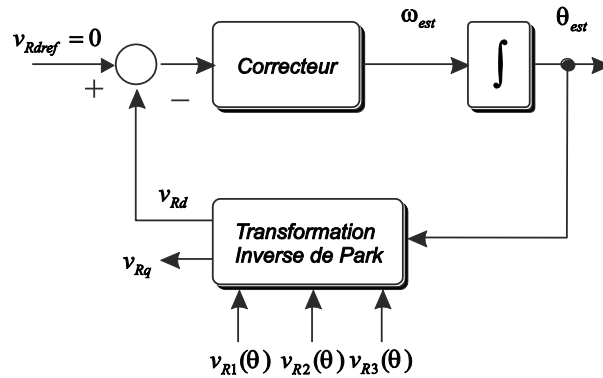 v_Rdref = 0
+
−
Correcteur
ω_est
∫
θ_est
v_Rd
v_Rq
Transformation
Inverse de Park
v_R1(θ) v_R2(θ) v_R3(θ)